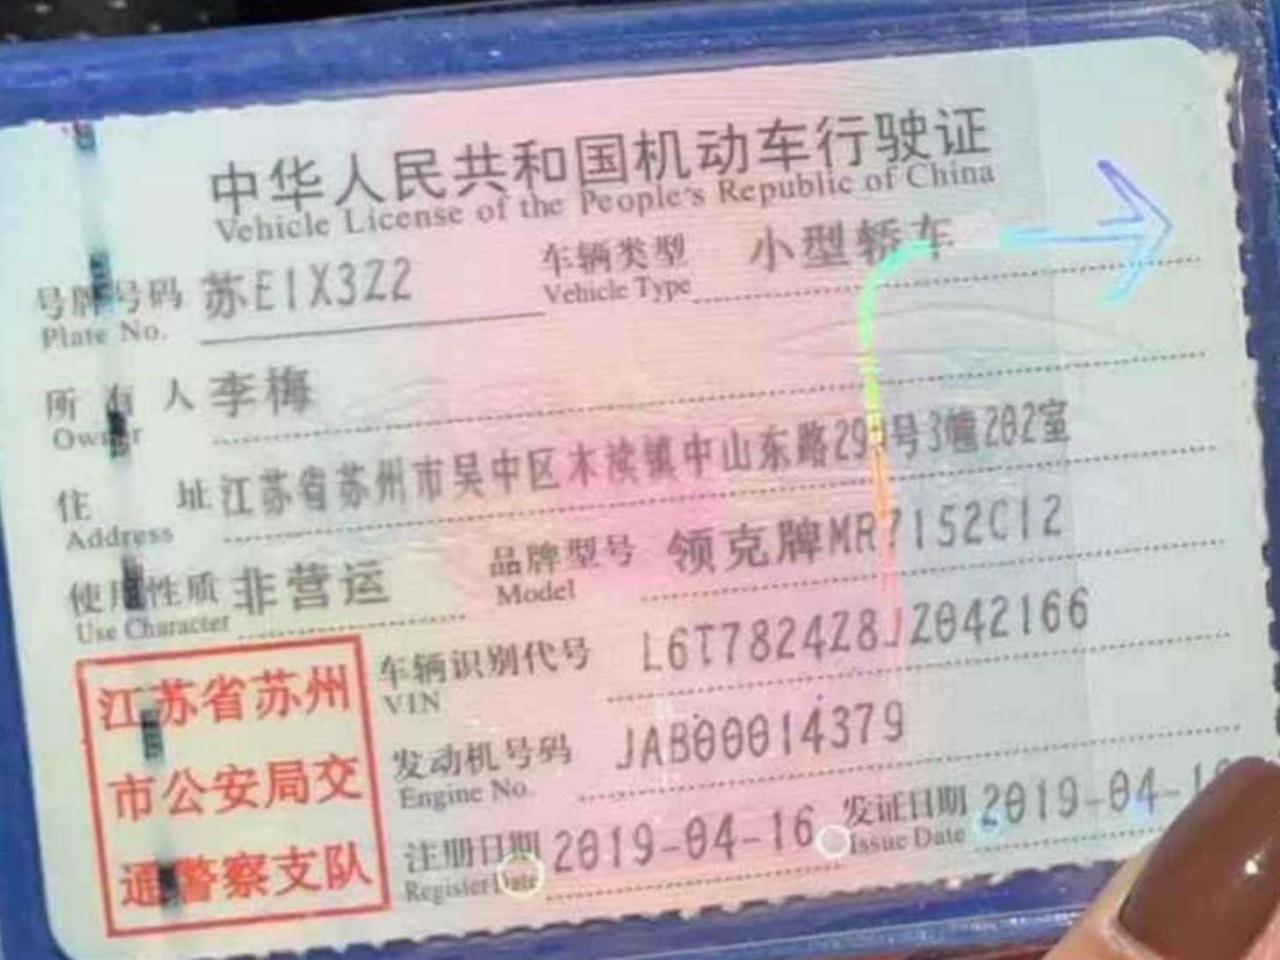 中华人民共和国机动车行驶证
Vehicle License of the People's Republic of China
号牌号码 苏E1X3Z2 车辆类型 小型轿车
Plate No. Vehicle Type
所有人 李梅
Owner
住址 江苏省苏州市吴中区木渎镇中山东路29号3幢202室
Address
使用性质 非营运 品牌型号 领克牌MR7152C12
Use Character Model
车辆识别代号 L6T7824Z8JZ042166
VIN
发动机号码 JAB00014379
Engine No.
注册日期 2019-04-16 发证日期 2019-04-1
Register Date Issue Date
江苏省苏州
市公安局交
通警察支队